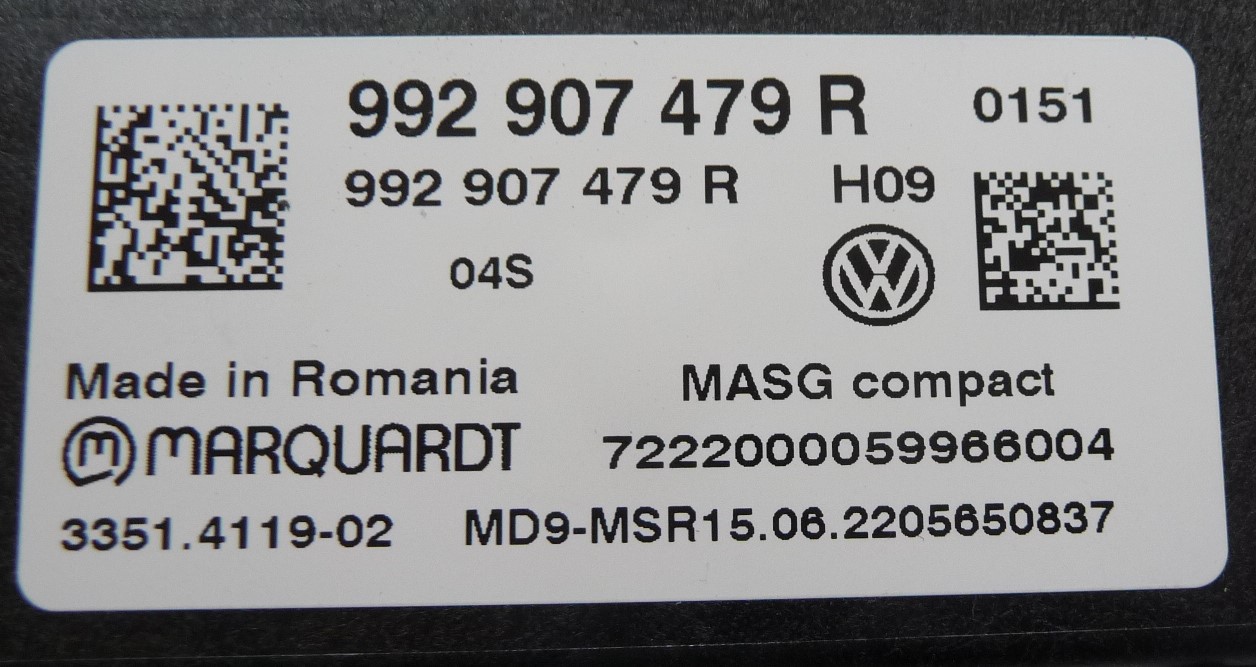 992 907 479 R 0151
992 907 479 R H09
04S
Made in Romania MASG compact
MARQUARDT 7222000059966004
3351.4119-02 MD9-MSR15.06.2205650837